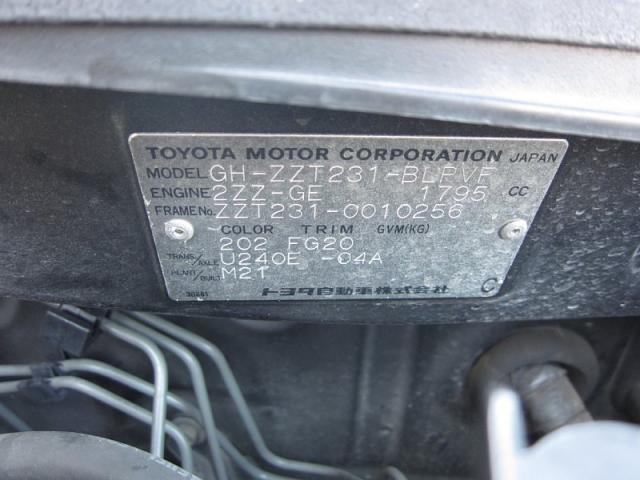 TOYOTA MOTOR CORPORATION JAPAN
MODEL GH-ZZT231-BLPVF
ENGINE 2ZZ-GE 1795 CC
FRAME No. ZZT231-0010256
COLOR TRIM GVM(KG)
202 FG20
TRANS/AXLE U240E -04A
PLANT/BUILT M21
トヨタ自動車株式会社 C